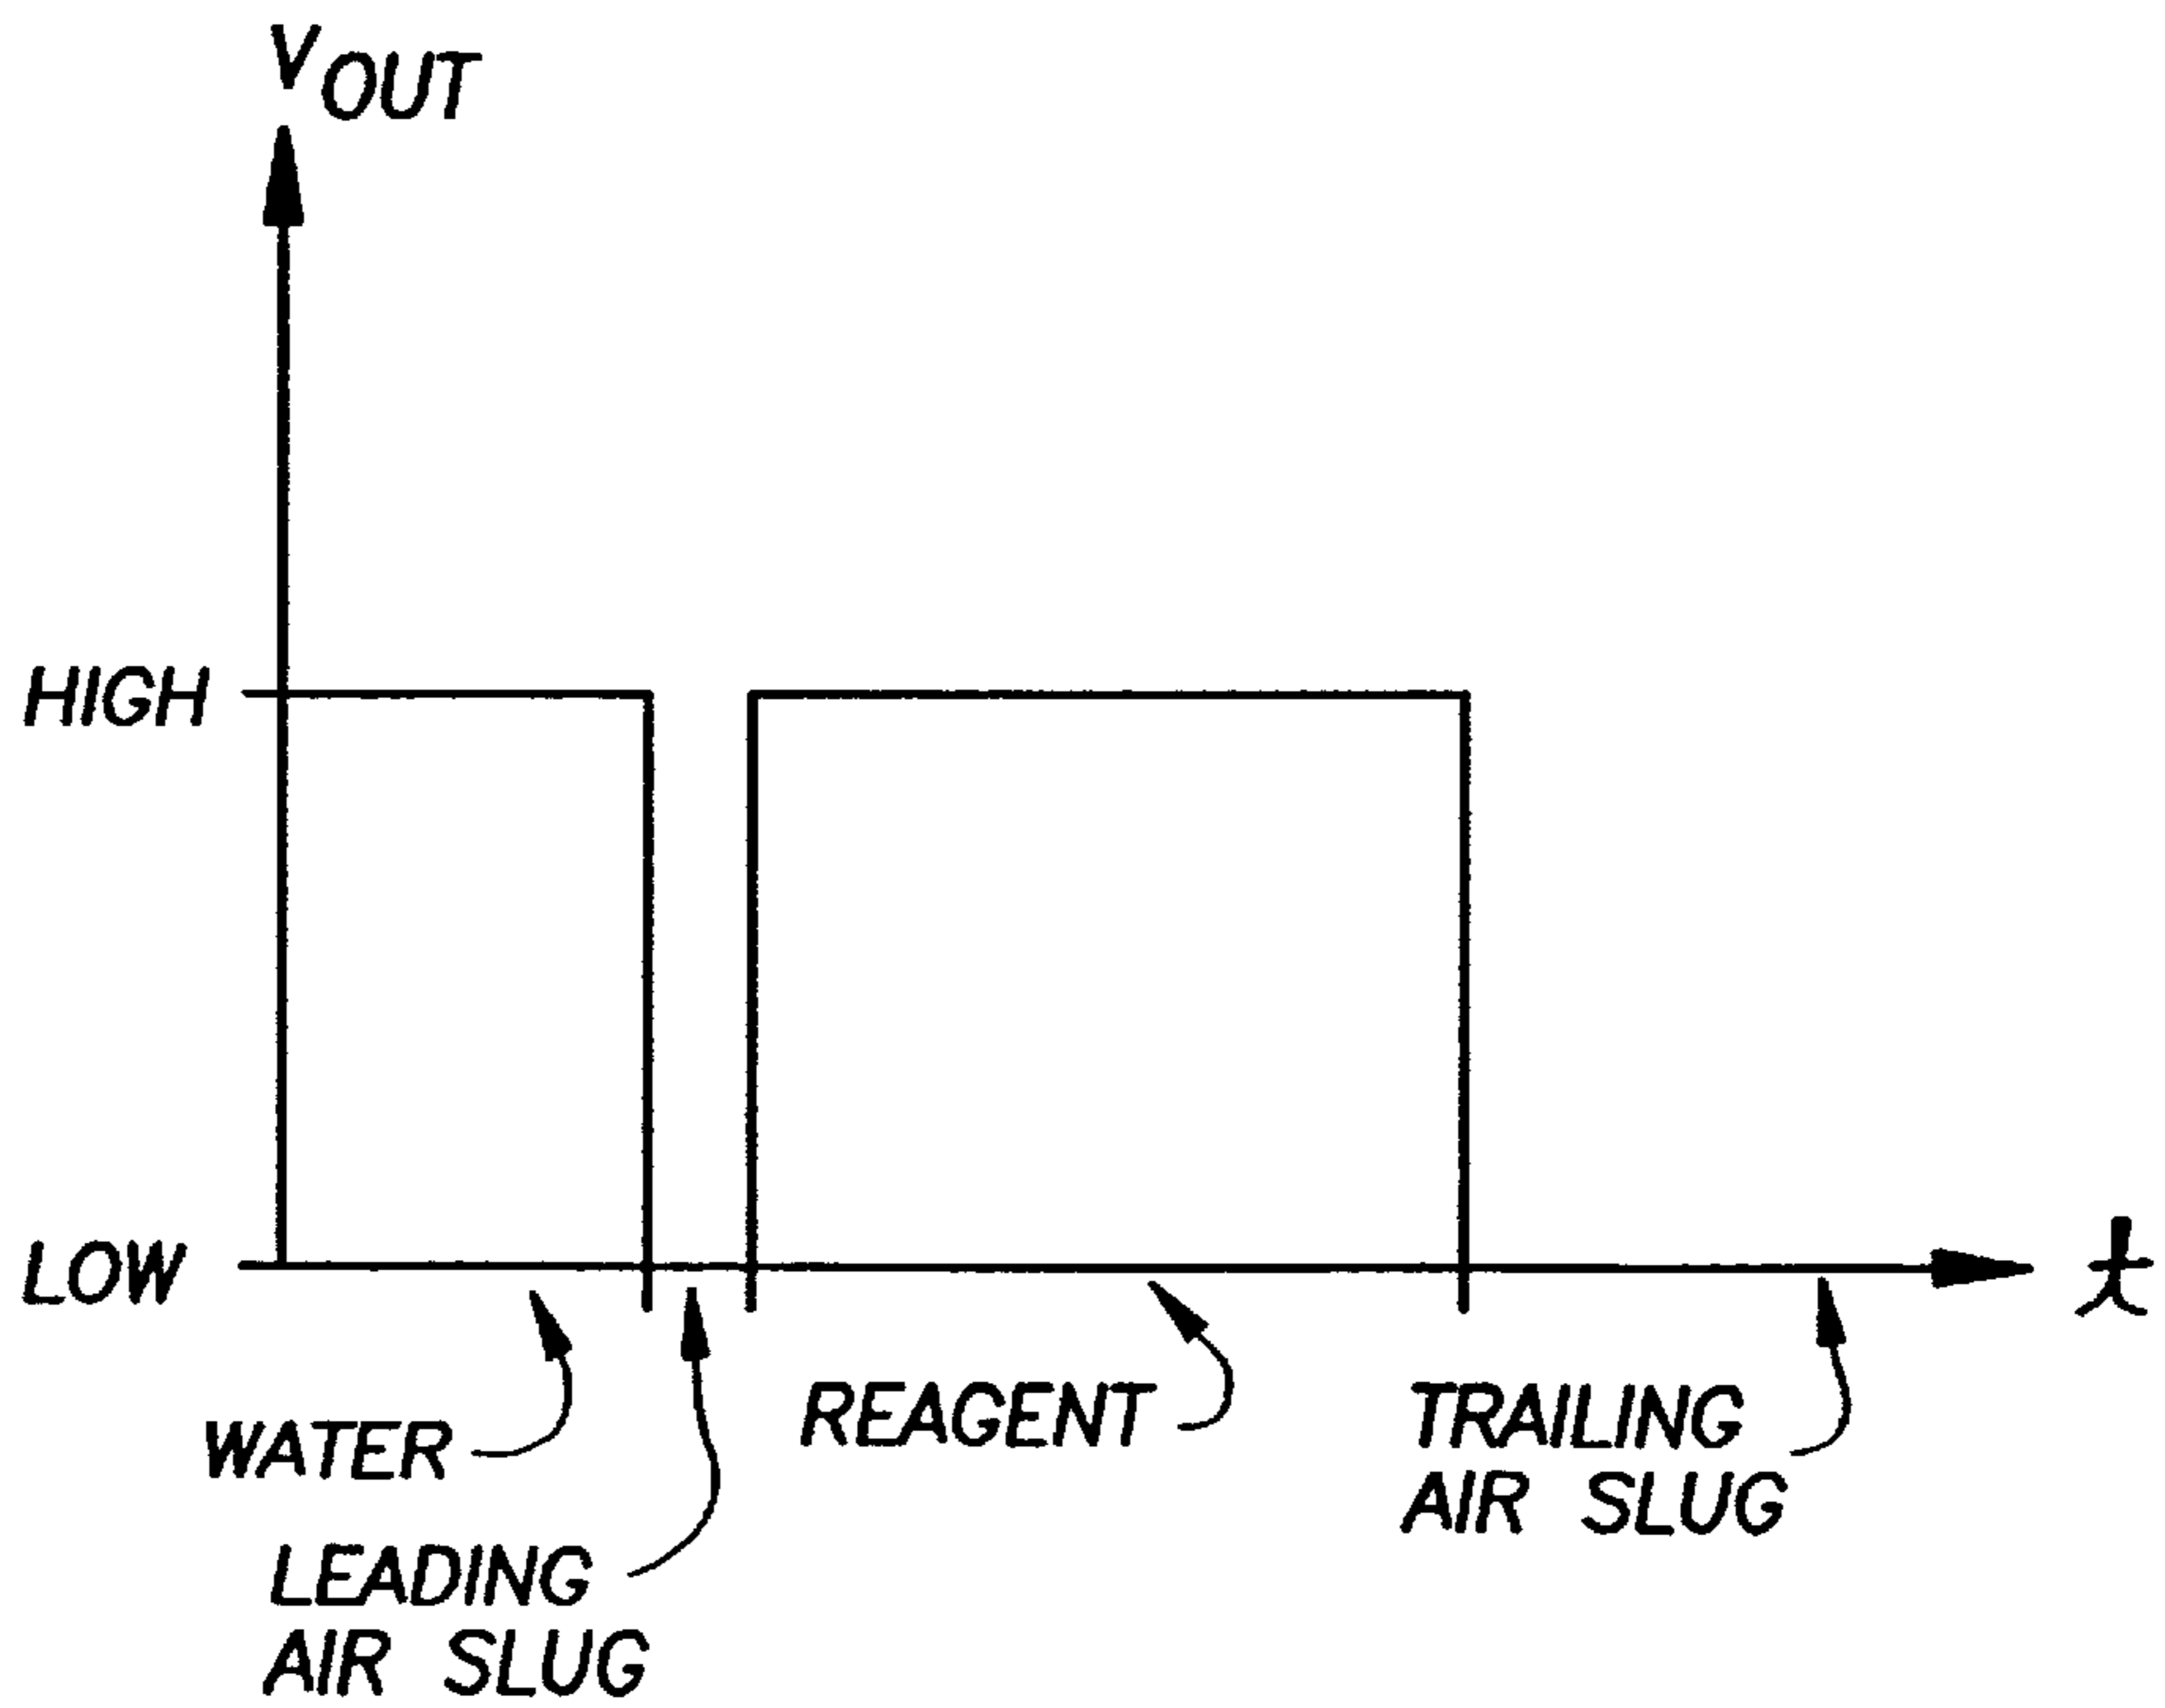 VOUT
HIGH
LOW
t
WATER
LEADING
AIR SLUG
REAGENT
TRAILING
AIR SLUG